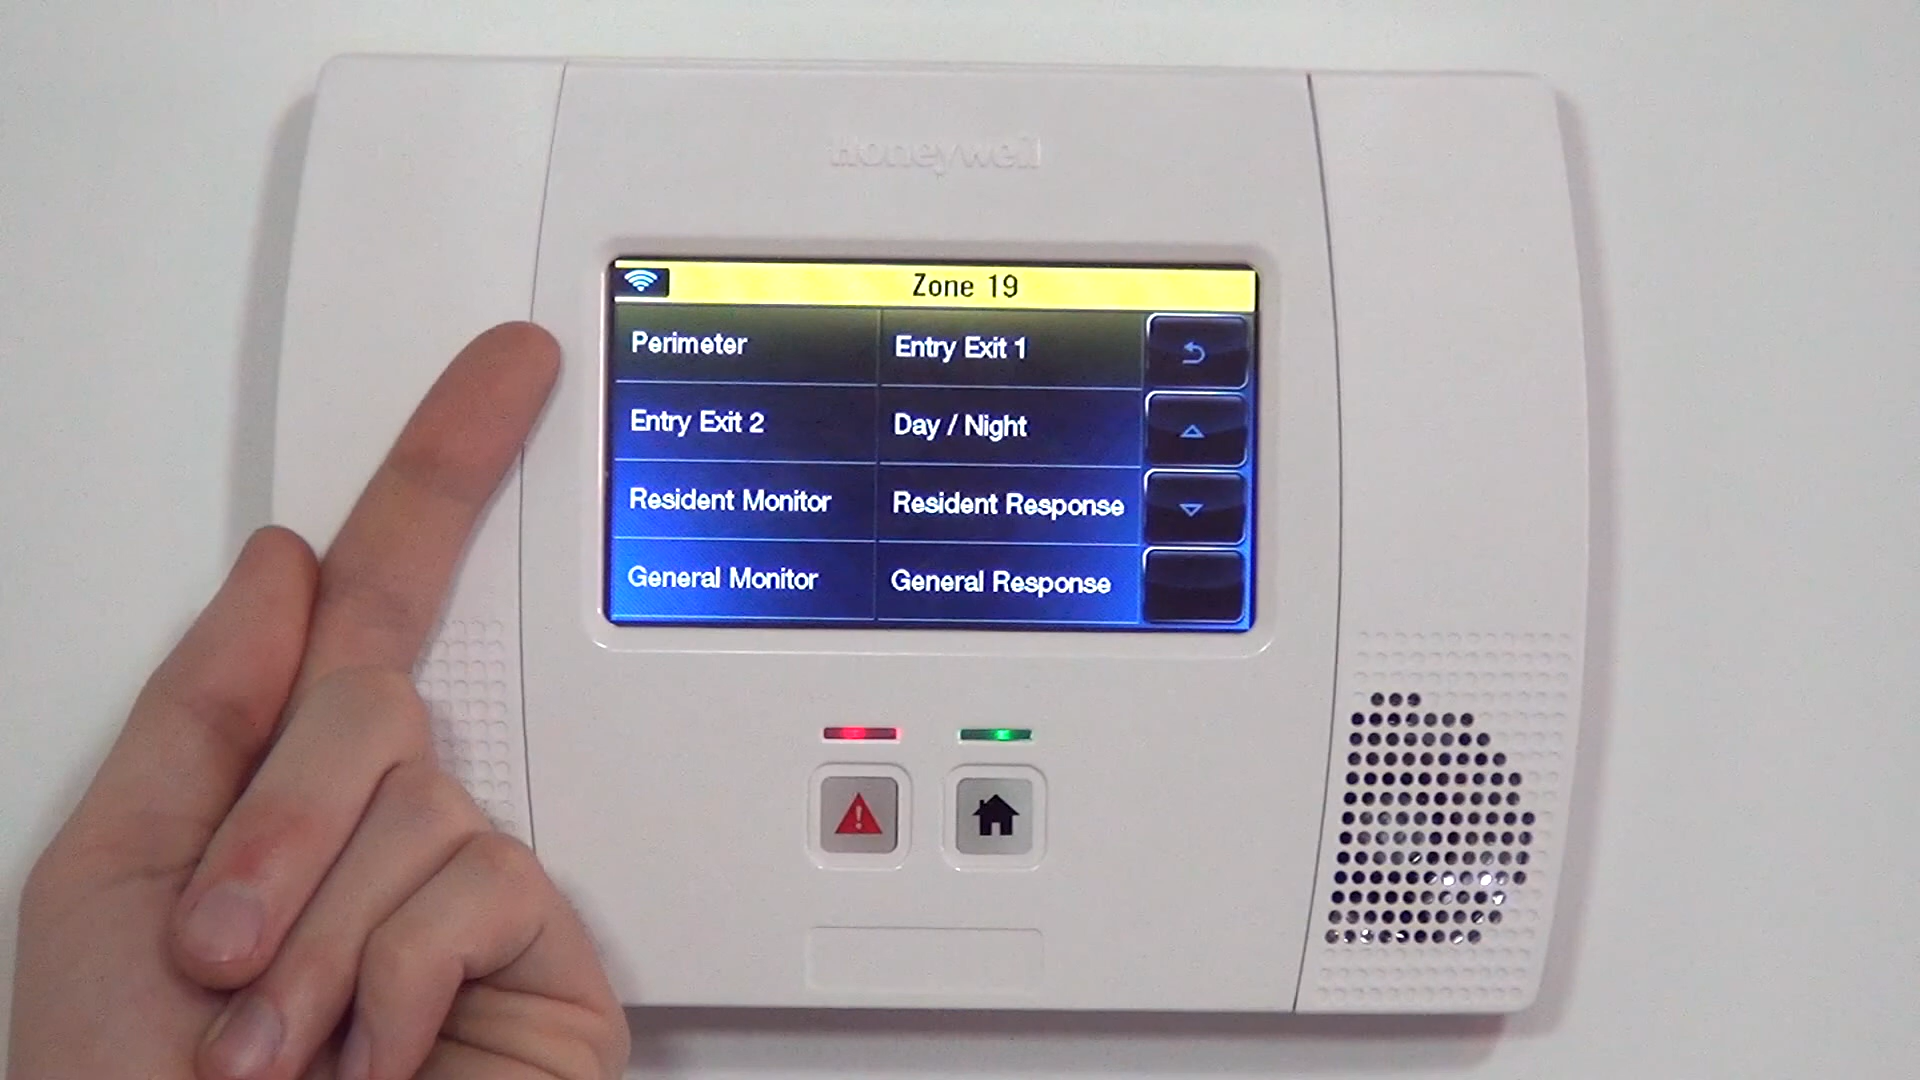 Honeywell
Zone 19
Perimeter
Entry Exit 1
Entry Exit 2
Day / Night
Resident Monitor
Resident Response
General Monitor
General Response